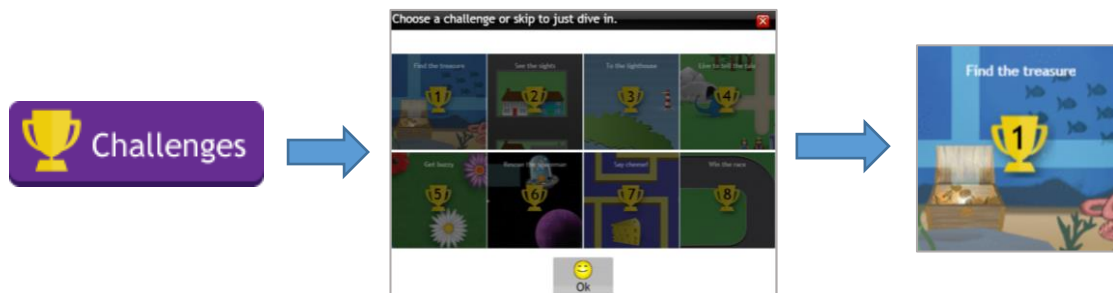 Challenges
Choose a challenge or skip to just dive in.
Find the treasure
See the sights
To the lighthouse
Live to tell the tale
1
2
3
4
Get buzzy
Rescue the spaceman
Say cheese!
Win the race
5
6
7
8
Ok
Find the treasure
1